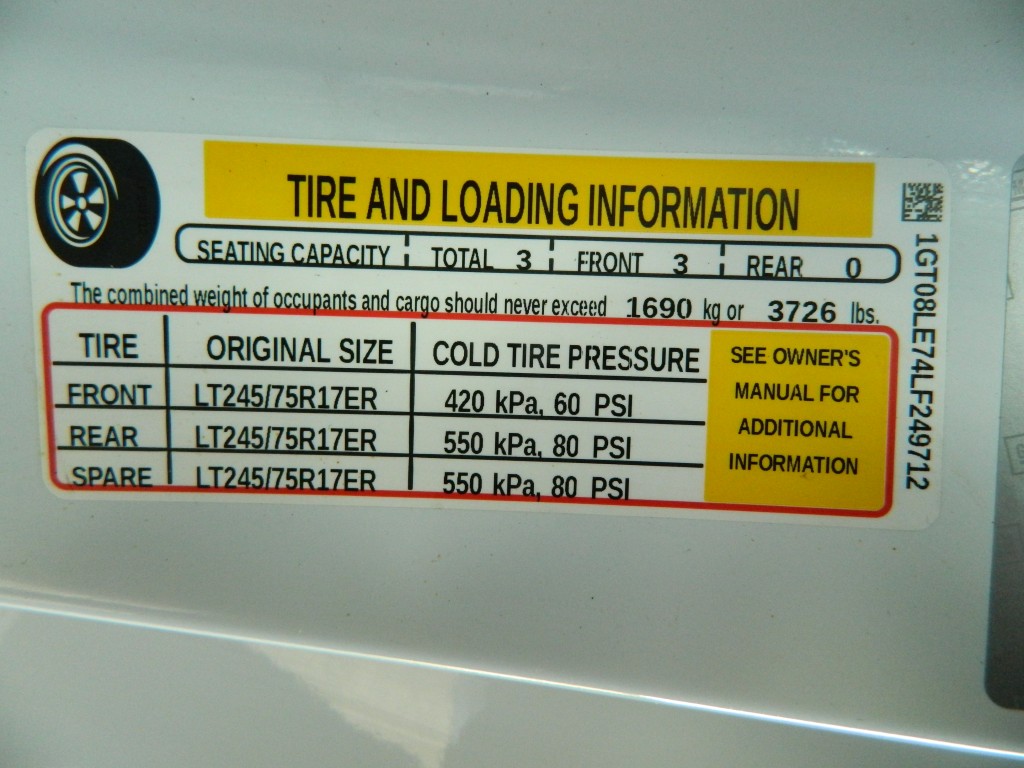 TIRE AND LOADING INFORMATION
SEATING CAPACITY TOTAL 3 FRONT 3 REAR 0
The combined weight of occupants and cargo should never exceed 1690 kg or 3726 lbs.
TIRE ORIGINAL SIZE COLD TIRE PRESSURE
FRONT LT245/75R17ER 420 kPa, 60 PSI
REAR LT245/75R17ER 550 kPa, 80 PSI
SPARE LT245/75R17ER 550 kPa, 80 PSI
SEE OWNER'S
MANUAL FOR
ADDITIONAL
INFORMATION
1GT08LE74LF249712